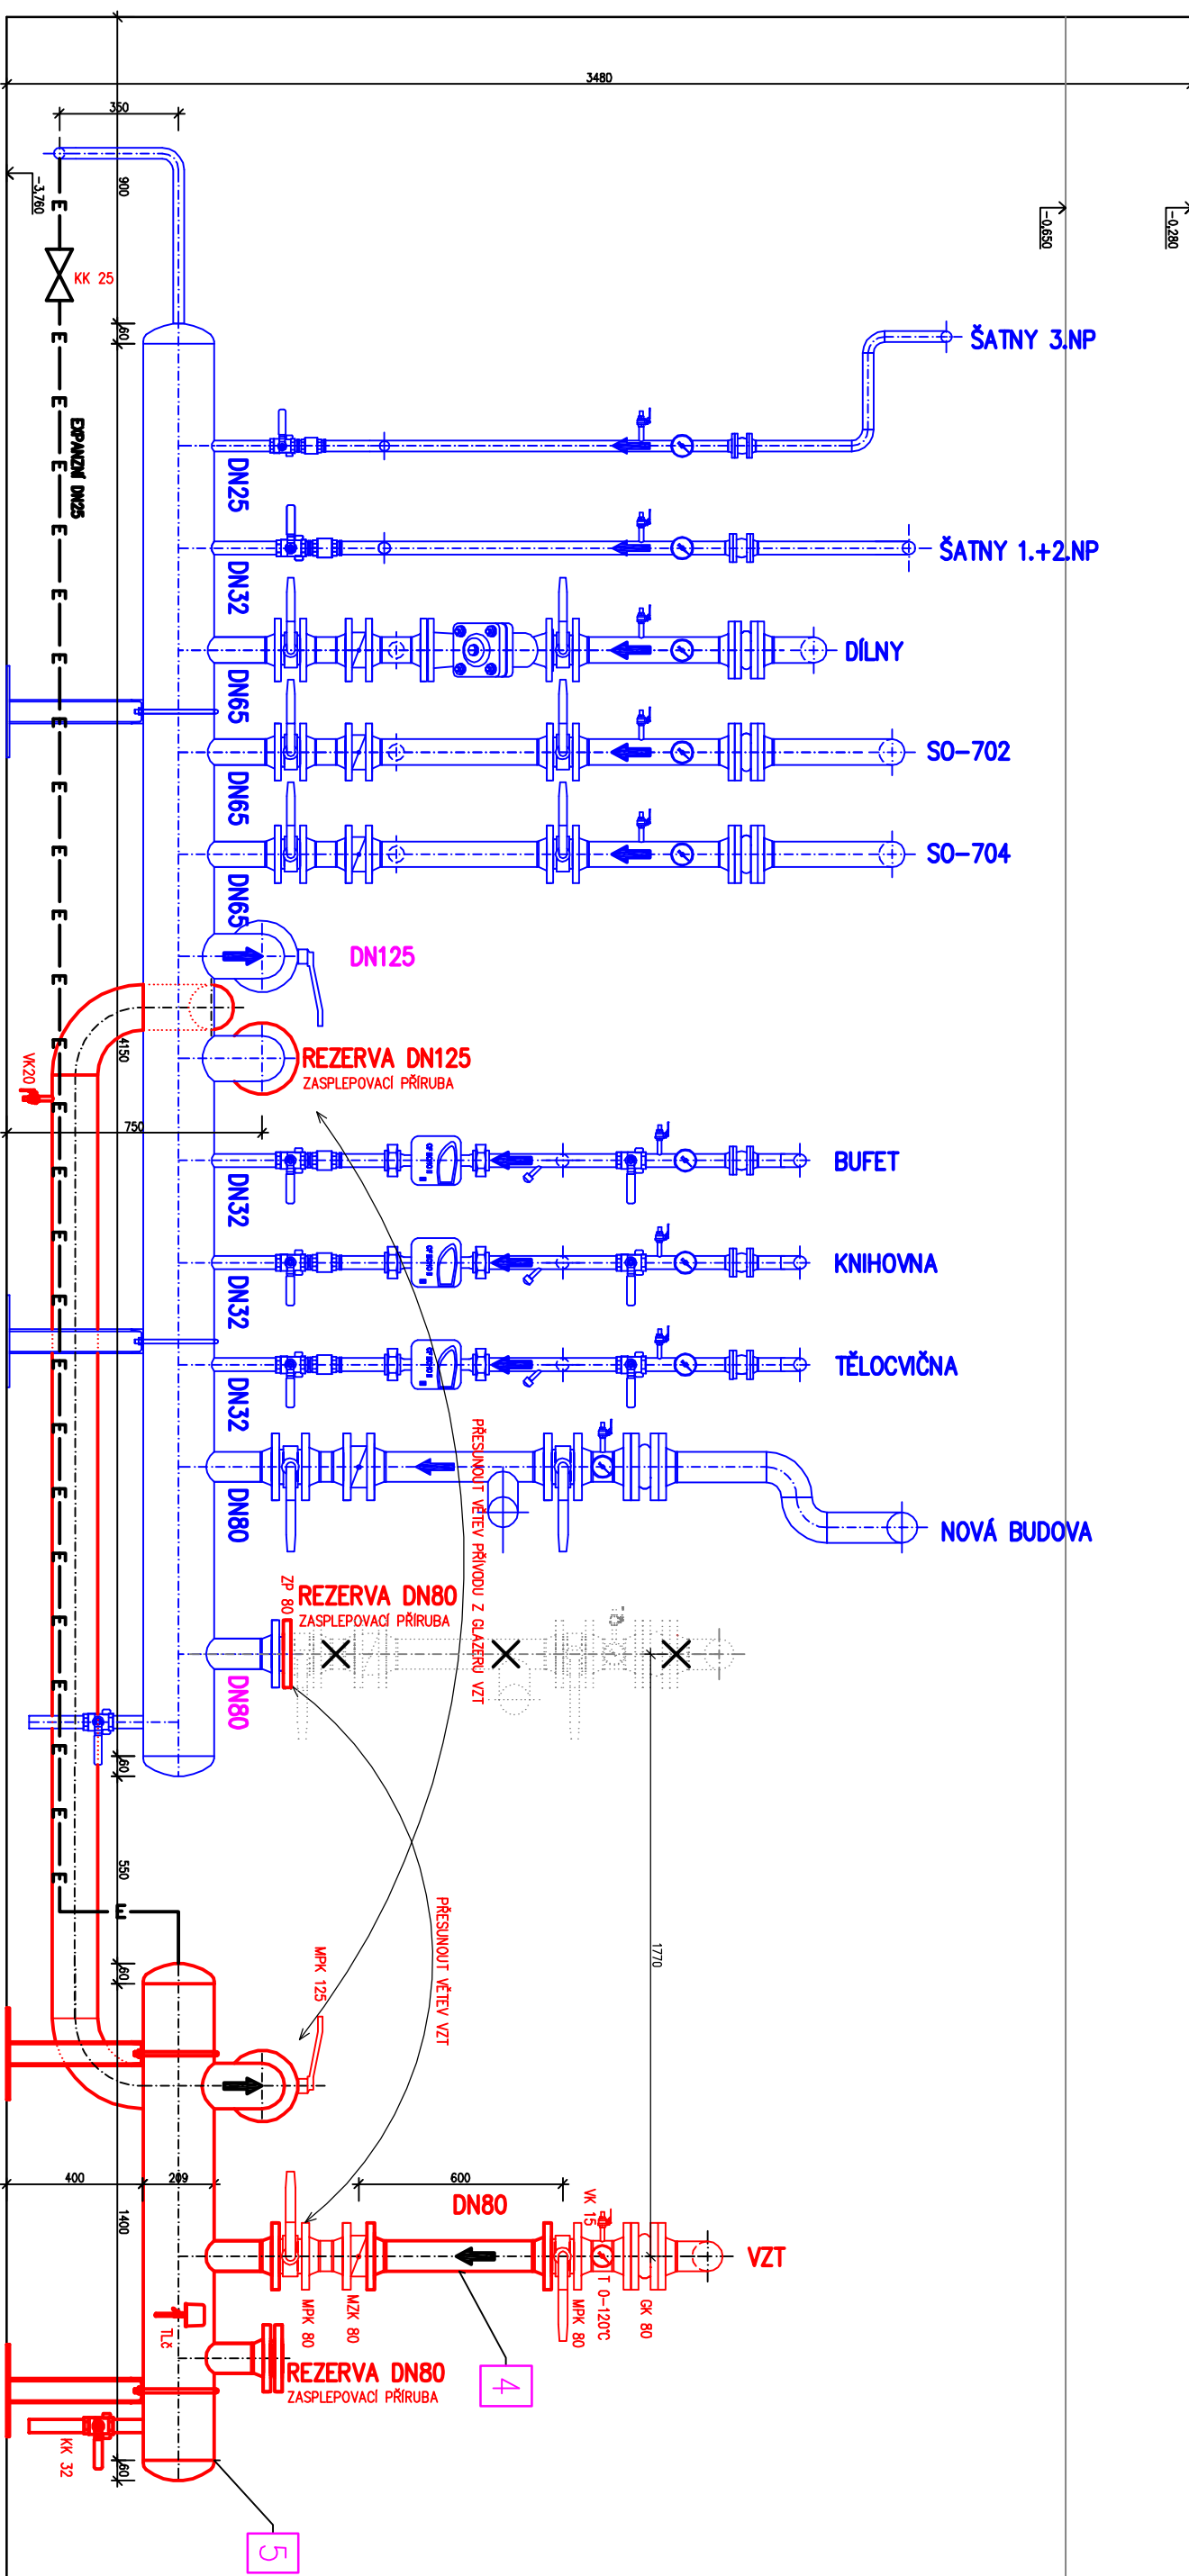 3480
350
900
-3,760
-0,650
-0,280
KK 25
60
ŠATNY 3.NP
EXPANZNÍ DN25
DN25
ŠATNY 1.+2.NP
DN32
DÍLNY
DN65
SO-702
DN65
SO-704
DN65
DN125
4150
VK20
REZERVA DN125
ZASPLEPOVACÍ PŘÍRUBA
750
BUFET
DN32
KNIHOVNA
DN32
TĚLOCVIČNA
DN32
PŘESUNOUT VĚTEV PŘÍVODU Z GLAZERU VZT
NOVÁ BUDOVA
DN80
ZP 80
REZERVA DN80
ZASPLEPOVACÍ PŘÍRUBA
DN80
60
550
PŘESUNOUT VĚTEV VZT
1770
60
MPK 125
400
209
1400
600
DN80
VK 15
VZT
MPK 80
MZK 80
MPK 80
T 0-120°C
GK 80
TLČ
REZERVA DN80
ZASPLEPOVACÍ PŘÍRUBA
4
KK 32
60
5
E E E E E E E E E E E E E E E E E E E